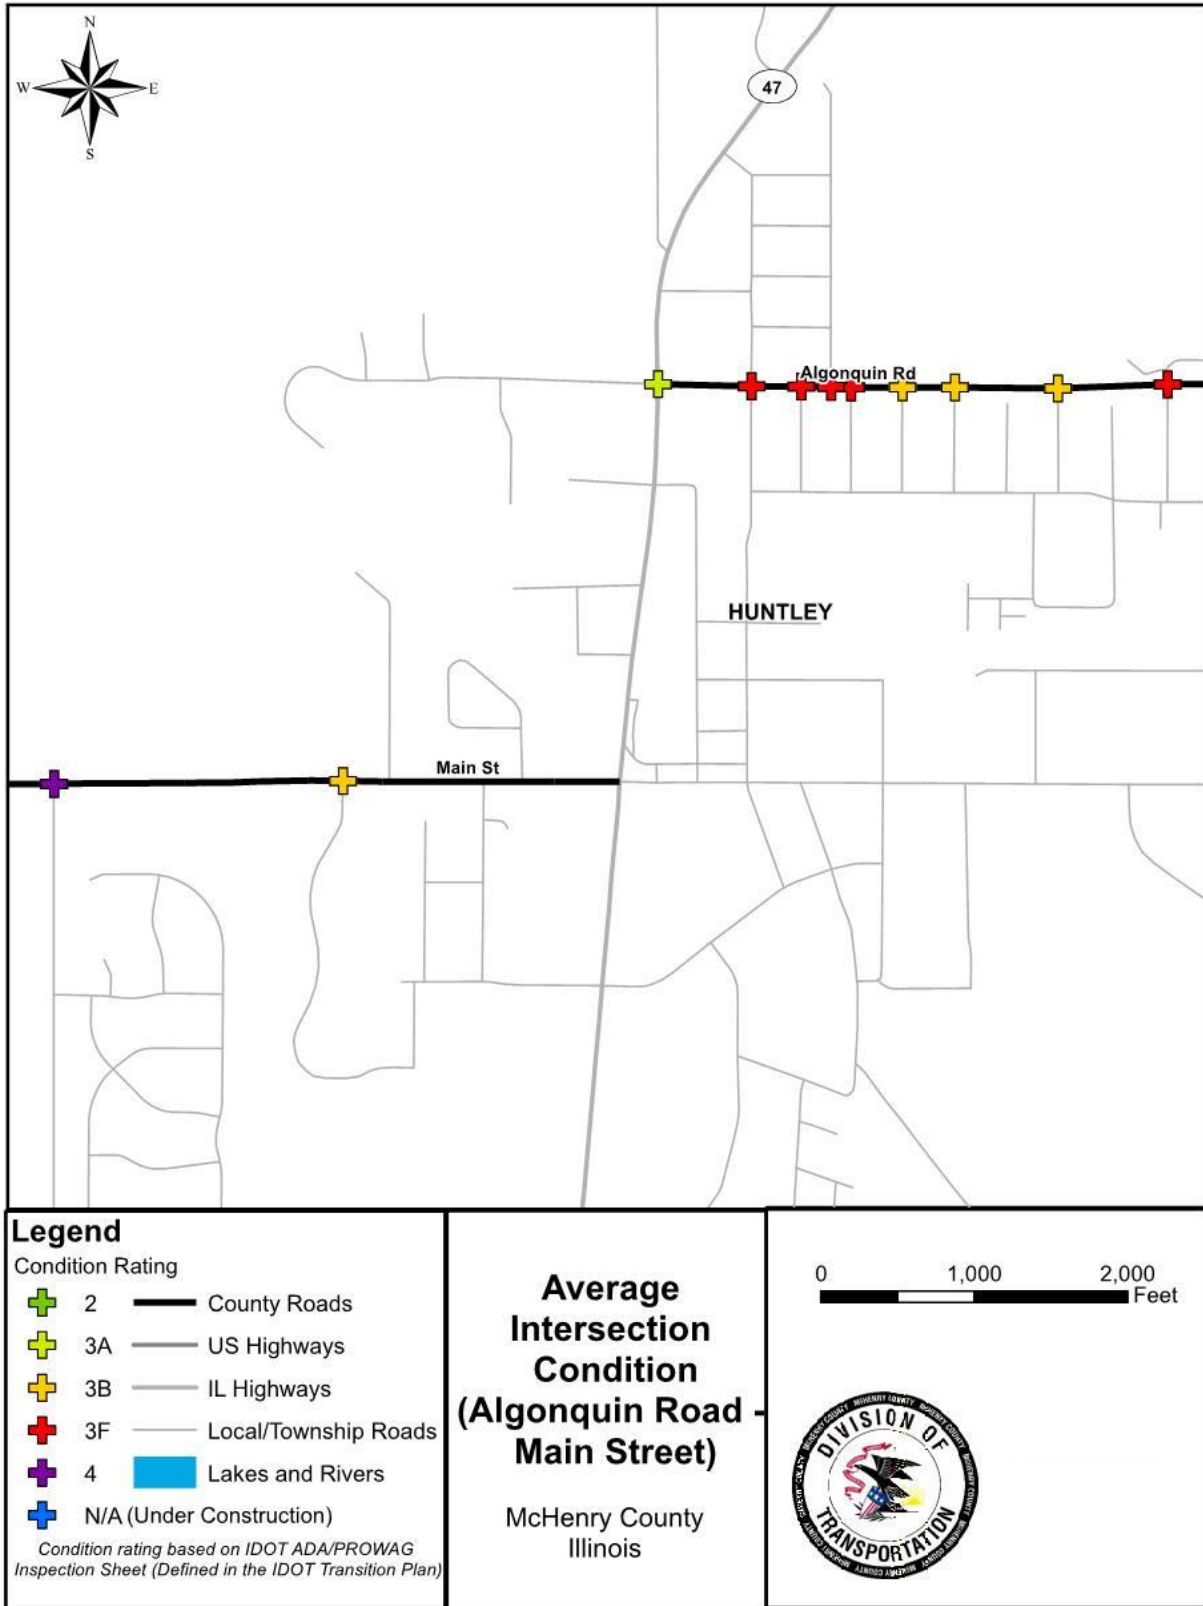 N
W
E
S
47
Algonquin Rd
HUNTLEY
Main St
Legend
Condition Rating
2 County Roads
3A US Highways
3B IL Highways
3F Local/Township Roads
4 Lakes and Rivers
N/A (Under Construction)
Condition rating based on IDOT ADA/PROWAG
Inspection Sheet (Defined in the IDOT Transition Plan)
Average
Intersection
Condition
(Algonquin Road -
Main Street)
McHenry County
Illinois
0 1,000 2,000
Feet
DIVISION OF
TRANSPORTATION